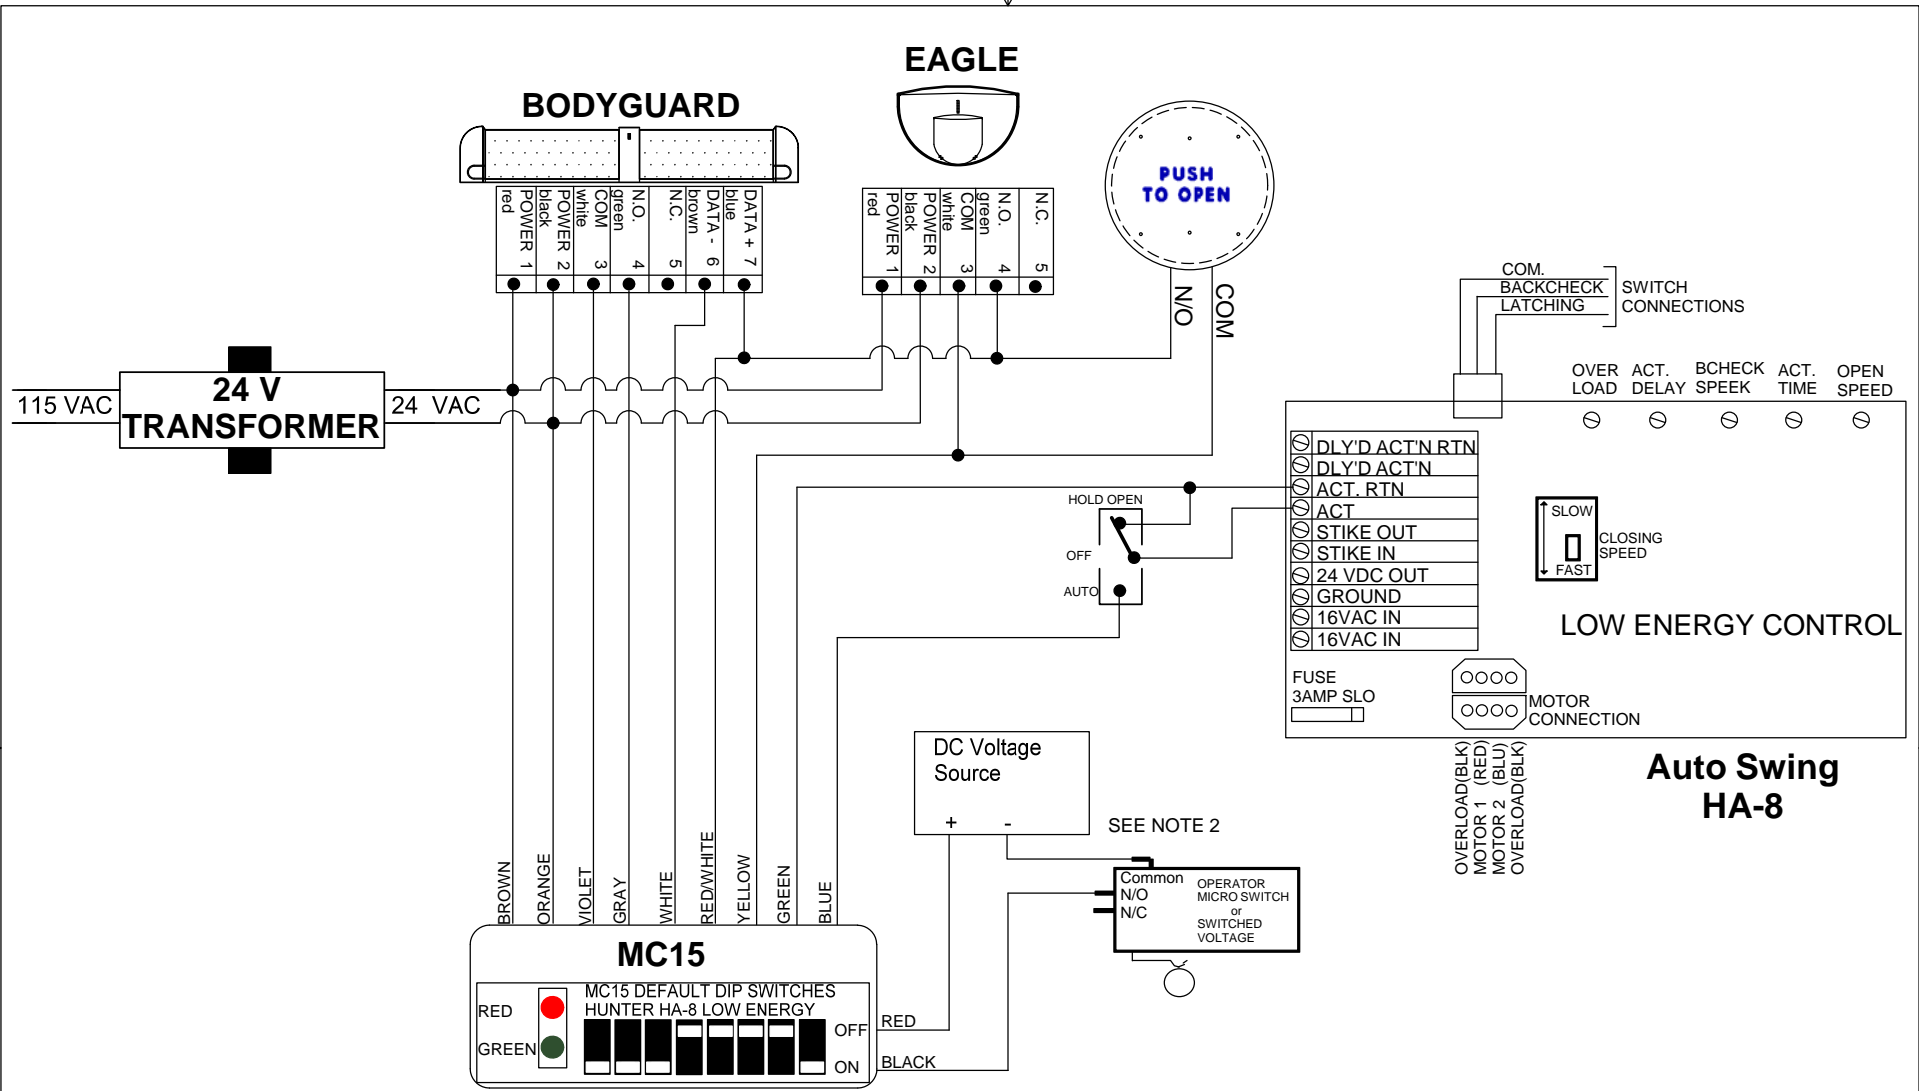 EAGLE
BODYGUARD
PUSH
TO OPEN
POWER 1
red
POWER 2
black
COM 3
white
N.O. 4
green
N.C. 5
DATA - 6
brown
DATA + 7
blue
POWER 1
red
POWER 2
black
COM 3
white
N.O. 4
green
N.C. 5
N/O
COM
COM.
BACKCHECK
LATCHING
SWITCH
CONNECTIONS
115 VAC
24 V
TRANSFORMER
24 VAC
OVER
LOAD
ACT.
DELAY
BCHECK
SPEEK
ACT.
TIME
OPEN
SPEED
DLY'D ACT'N RTN
DLY'D ACT'N
ACT. RTN
ACT
STIKE OUT
STIKE IN
24 VDC OUT
GROUND
16VAC IN
16VAC IN
HOLD OPEN
OFF
AUTO
SLOW
FAST
CLOSING
SPEED
LOW ENERGY CONTROL
FUSE
3AMP SLO
MOTOR
CONNECTION
OVERLOAD(BLK)
MOTOR 1 (RED)
MOTOR 2 (BLU)
OVERLOAD(BLK)
Auto Swing
HA-8
DC Voltage
Source
+ -
SEE NOTE 2
Common
N/O
N/C
OPERATOR
MICRO SWITCH
or
SWITCHED
VOLTAGE
BROWN
ORANGE
VIOLET
GRAY
WHITE
RED/WHITE
YELLOW
GREEN
BLUE
MC15
MC15 DEFAULT DIP SWITCHES
HUNTER HA-8 LOW ENERGY
RED
GREEN
OFF
ON
RED
BLACK